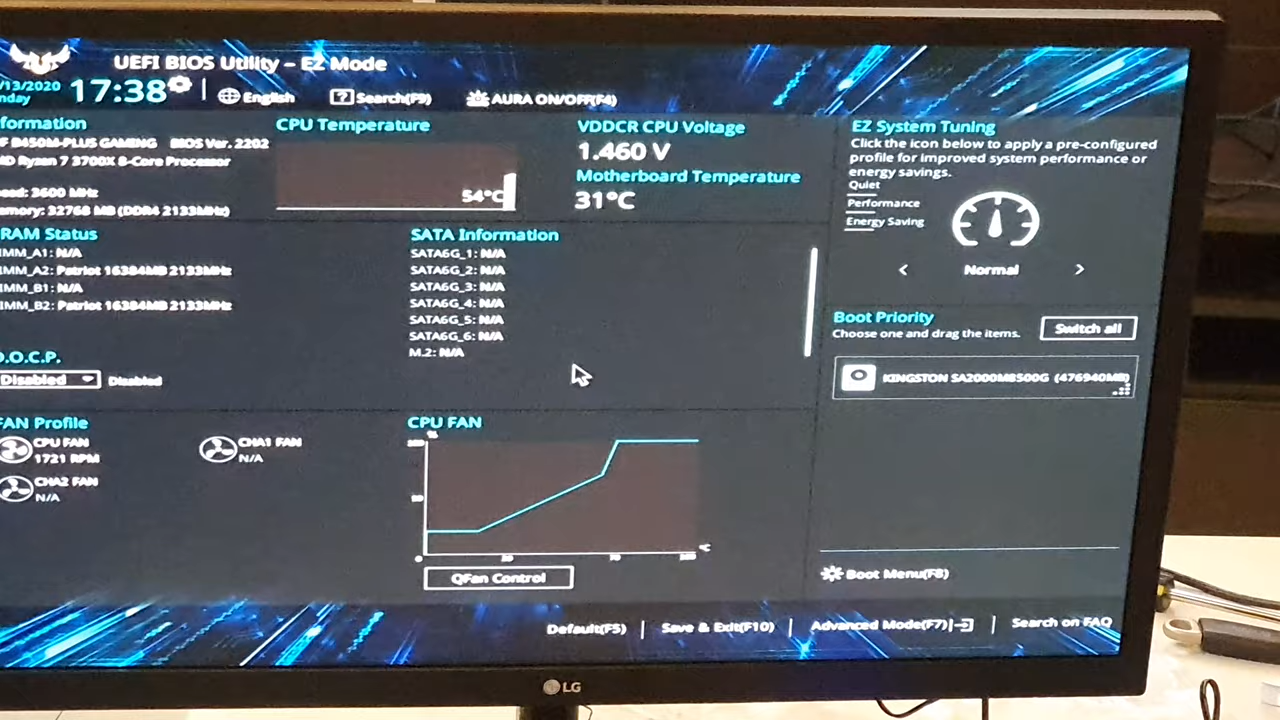 UEFI BIOS Utility – EZ Mode
/13/2020
nday
17:38
English
Search(F9)
AURA ON/OFF(F4)
formation
F B450M-PLUS GAMING BIOS Ver. 2202
MD Ryzen 7 3700X 8-Core Processor
eed: 3600 MHz
emory: 32768 MB (DDR4 2133MHz)
CPU Temperature
54°C
VDDCR CPU Voltage
1.460 V
Motherboard Temperature
31°C
EZ System Tuning
Click the icon below to apply a pre-configured
profile for improved system performance or
energy savings.
Quiet
Performance
Energy Saving
<
Normal
>
RAM Status
IMM_A1: N/A
IMM_A2: Patriot 16384MB 2133MHz
IMM_B1: N/A
IMM_B2: Patriot 16384MB 2133MHz
SATA Information
SATA6G_1: N/A
SATA6G_2: N/A
SATA6G_3: N/A
SATA6G_4: N/A
SATA6G_5: N/A
SATA6G_6: N/A
M.2: N/A
Boot Priority
Choose one and drag the items.
Switch all
KINGSTON SA2000M8500G (476940MB)
D.O.C.P.
Disabled
Disabled
FAN Profile
CPU FAN
1721 RPM
CHA1 FAN
N/A
CHA2 FAN
N/A
CPU FAN
%
0
70
100
°C
QFan Control
Boot Menu(F8)
Default(F5)
Save & Exit(F10)
Advanced Mode(F7)
Search on FAQ
LG